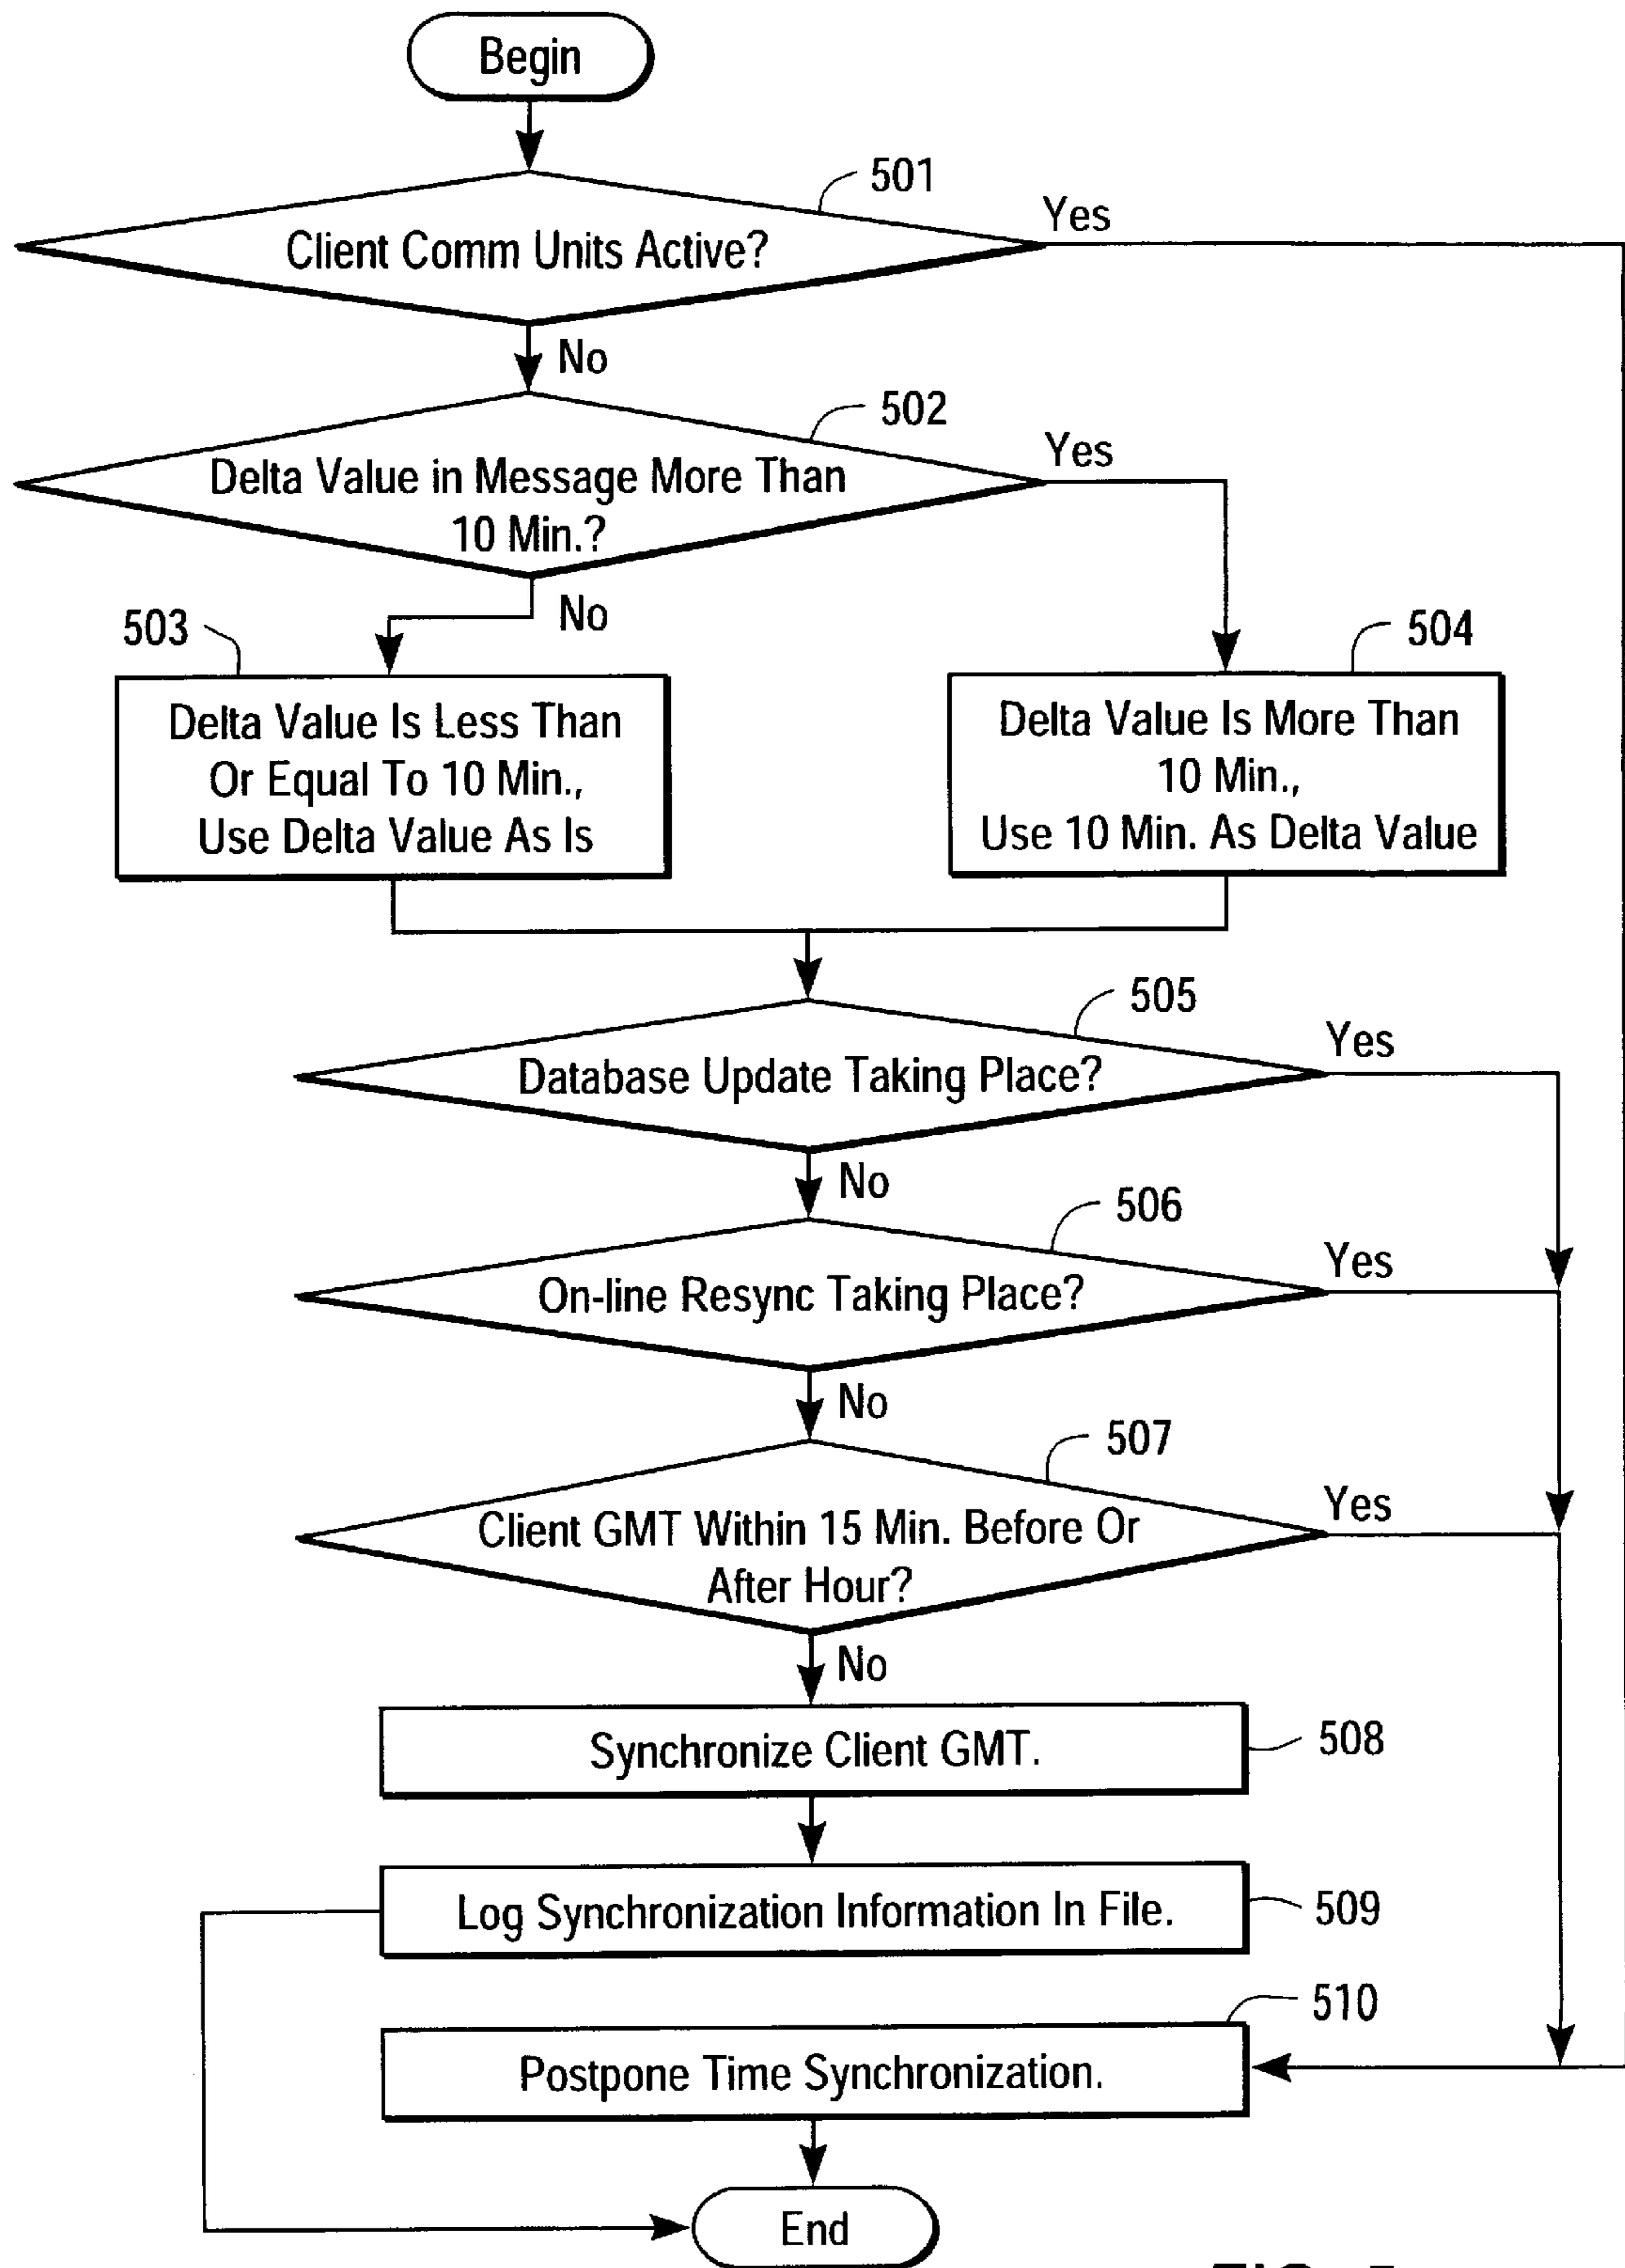 Begin
501
Yes
Client Comm Units Active?
No
502
Yes
Delta Value in Message More Than
10 Min.?
No
503
504
Delta Value Is Less Than
Or Equal To 10 Min.,
Use Delta Value As Is
Delta Value Is More Than
10 Min.,
Use 10 Min. As Delta Value
505
Yes
Database Update Taking Place?
No
506
Yes
On-line Resync Taking Place?
No
507
Yes
Client GMT Within 15 Min. Before Or
After Hour?
No
Synchronize Client GMT.
508
Log Synchronization Information In File.
509
510
Postpone Time Synchronization.
End